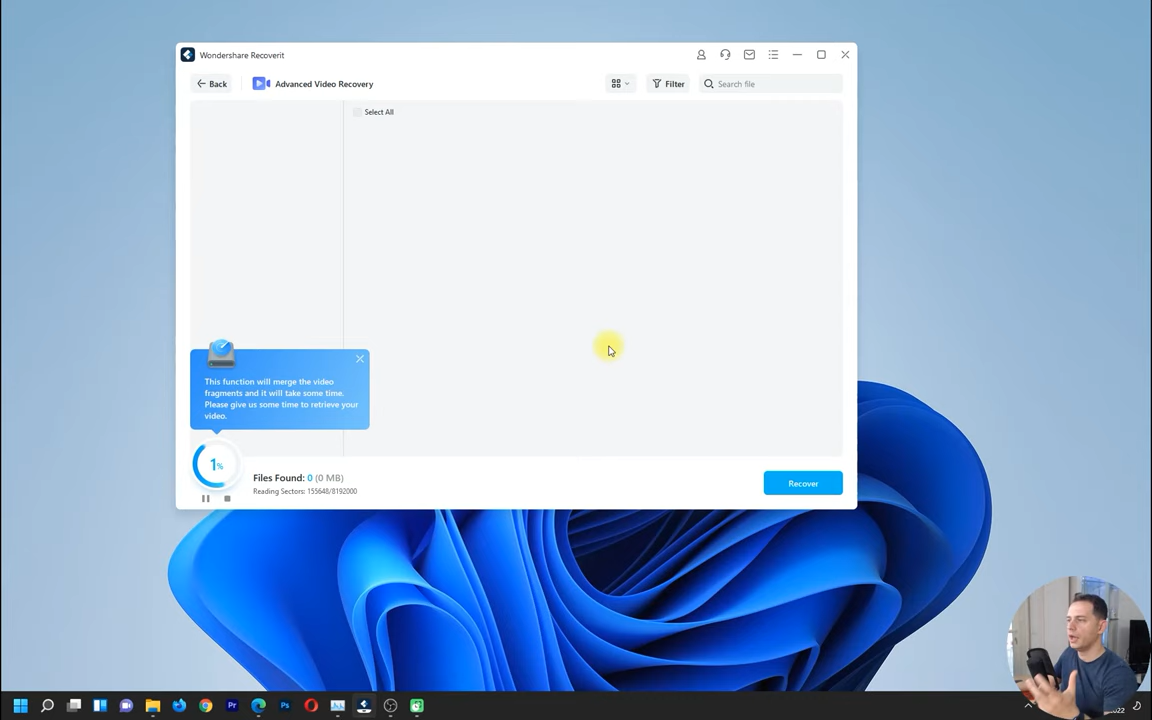 Wondershare Recoverit
Back
Advanced Video Recovery
Filter
Search file
Select All
This function will merge the video
fragments and it will take some time.
Please give us some time to retrieve your
video.
1%
Files Found: 0 (0 MB)
Reading Sectors: 155648/8192000
Recover
Pr
Ps